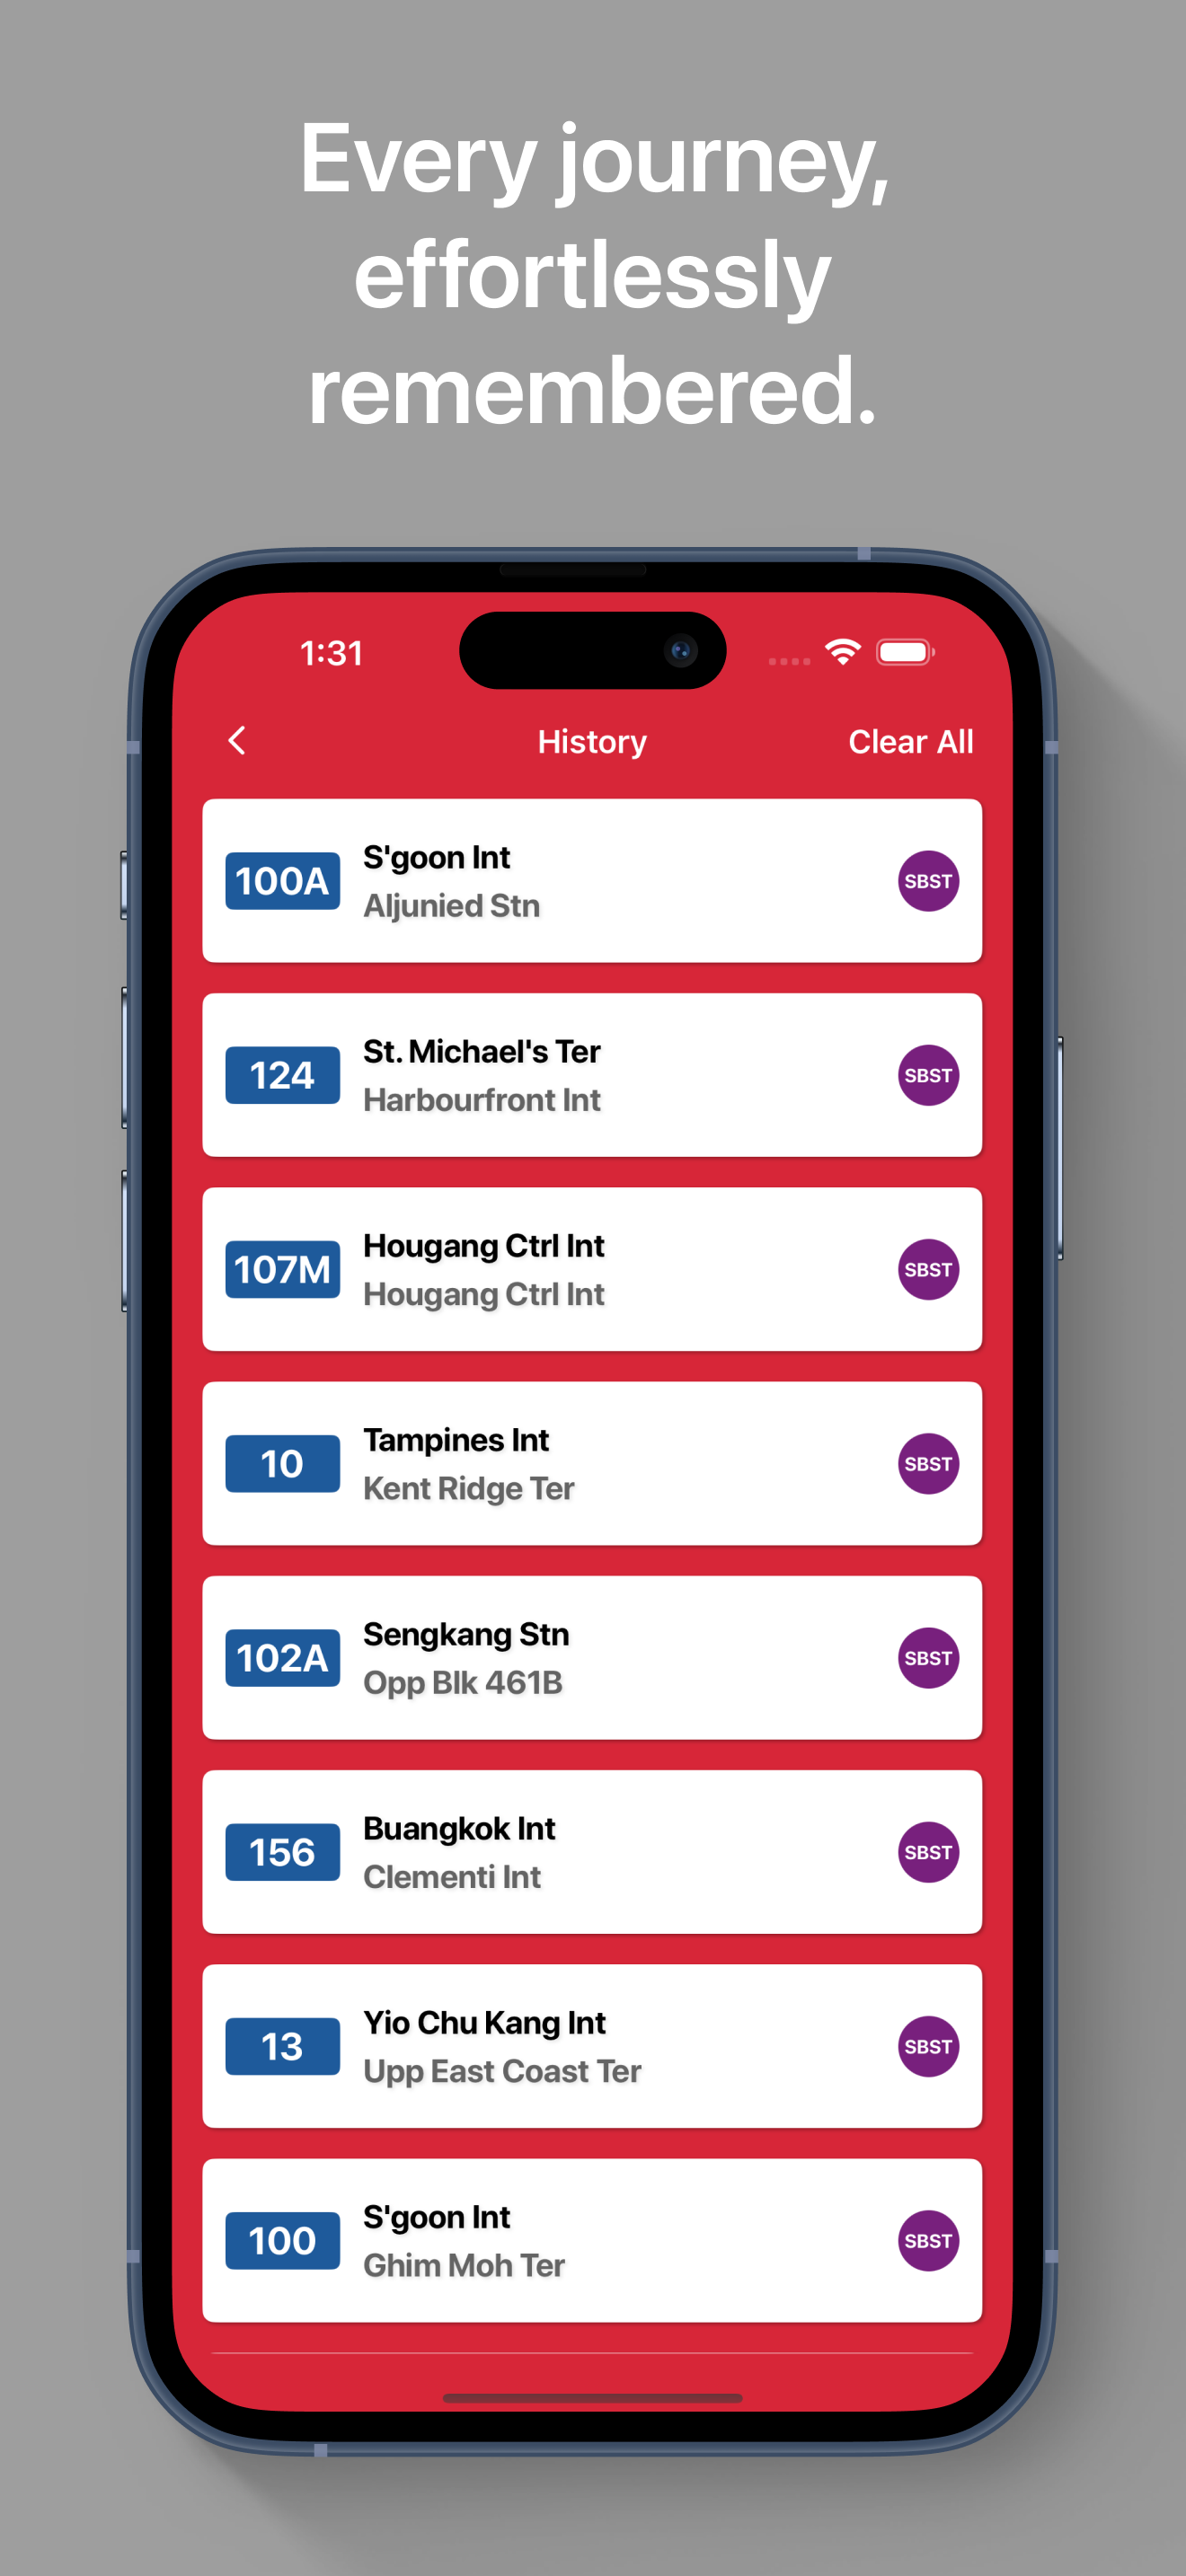 Every journey,
effortlessly
remembered.
1:31
History
Clear All
100A
S'goon Int
Aljunied Stn
SBST
124
St. Michael's Ter
Harbourfront Int
SBST
107M
Hougang Ctrl Int
Hougang Ctrl Int
SBST
10
Tampines Int
Kent Ridge Ter
SBST
102A
Sengkang Stn
Opp Blk 461B
SBST
156
Buangkok Int
Clementi Int
SBST
13
Yio Chu Kang Int
Upp East Coast Ter
SBST
100
S'goon Int
Ghim Moh Ter
SBST